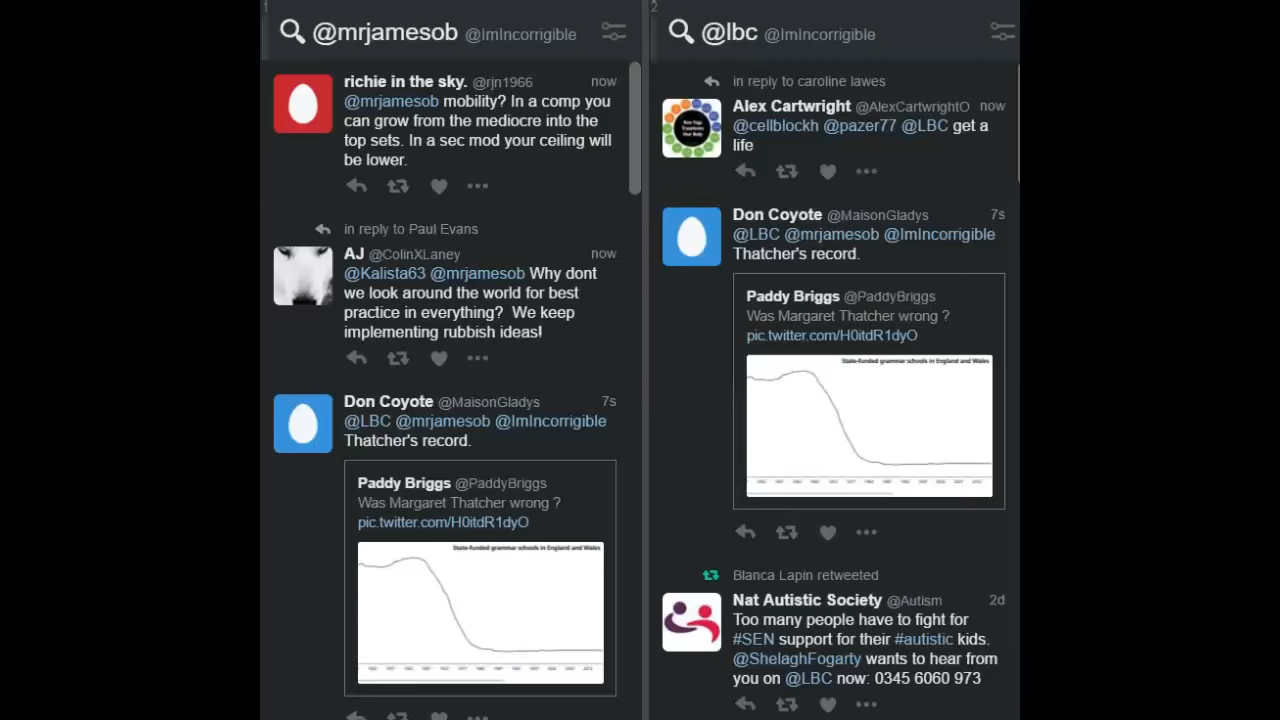 1
@mrjamesob @ImIncorrigible
richie in the sky. @rjn1966 now
@mrjamesob mobility? In a comp you
can grow from the mediocre into the
top sets. In a sec mod your ceiling will
be lower.
in reply to Paul Evans
AJ @ColinXLaney now
@Kalista63 @mrjamesob Why dont
we look around the world for best
practice in everything? We keep
implementing rubbish ideas!
Don Coyote @MaisonGladys 7s
@LBC @mrjamesob @ImIncorrigible
Thatcher's record.
Paddy Briggs @PaddyBriggs
Was Margaret Thatcher wrong ?
pic.twitter.com/H0itdR1dyO
State-funded grammar schools in England and Wales
2
@lbc @ImIncorrigible
in reply to caroline lawes
Alex Cartwright @AlexCartwrightO now
@cellblockh @pazer77 @LBC get a
life
Don Coyote @MaisonGladys 7s
@LBC @mrjamesob @ImIncorrigible
Thatcher's record.
Paddy Briggs @PaddyBriggs
Was Margaret Thatcher wrong ?
pic.twitter.com/H0itdR1dyO
State-funded grammar schools in England and Wales
Blanca Lapin retweeted
Nat Autistic Society @Autism 2d
Too many people have to fight for
#SEN support for their #autistic kids.
@ShelaghFogarty wants to hear from
you on @LBC now: 0345 6060 973